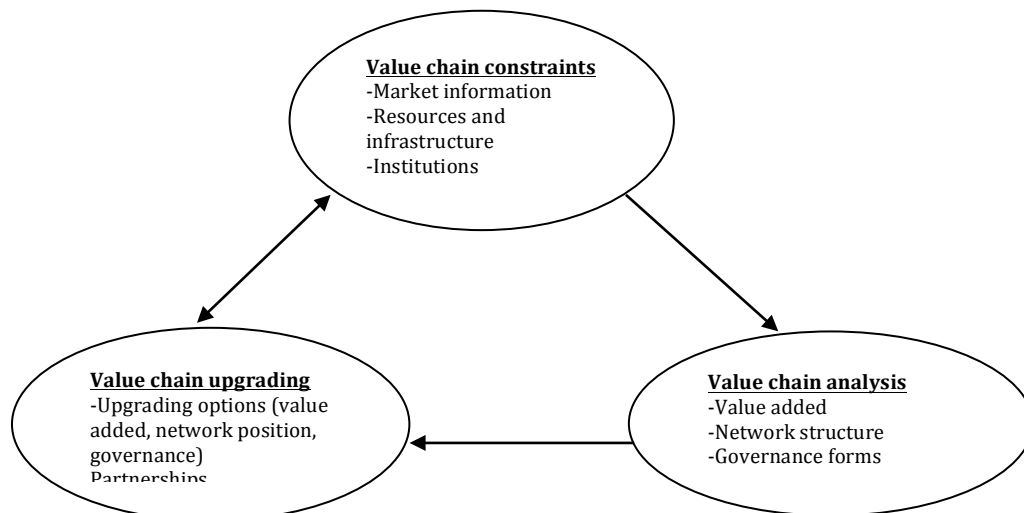 Value chain constraints
-Market information
-Resources and
infrastructure
-Institutions
Value chain upgrading
-Upgrading options (value
added, network position,
governance)
Partnerships
Value chain analysis
-Value added
-Network structure
-Governance forms